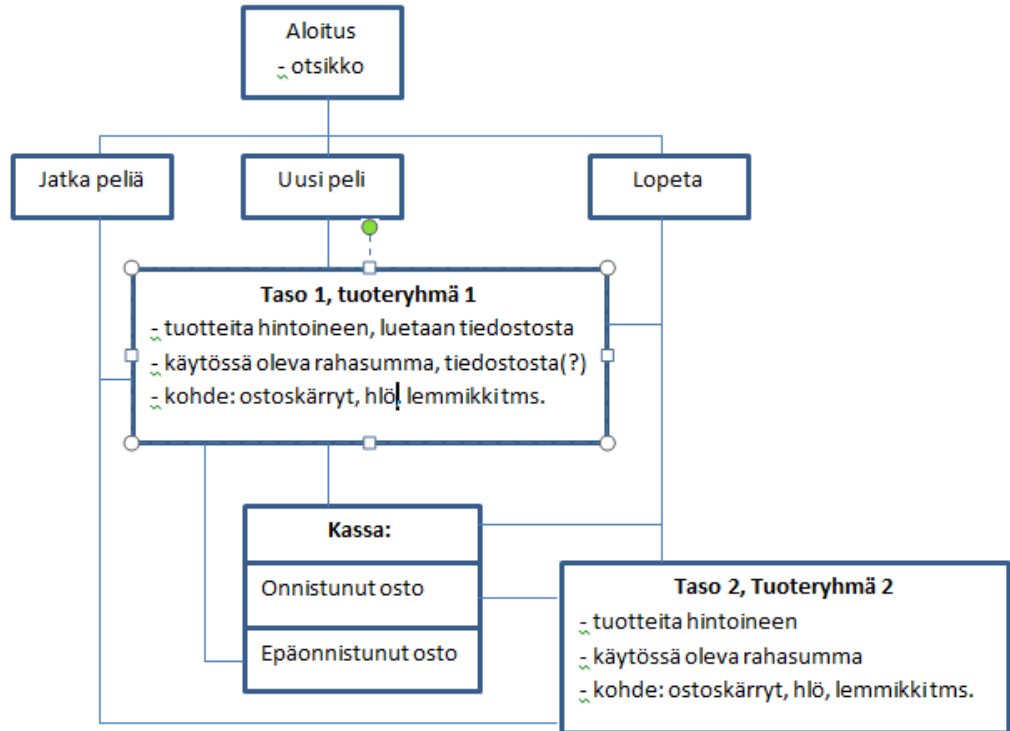 Aloitus
- otsikko
Jatka peliä
Uusi peli
Lopeta
Taso 1, tuoteryhmä 1
- tuotteita hintoineen, luetaan tiedostosta
- käytössä oleva rahasumma, tiedostosta(?)
- kohde: ostoskärryt, hlö, lemmikki tms.
Kassa:
Onnistunut osto
Epäonnistunut osto
Taso 2, Tuoteryhmä 2
- tuotteita hintoineen
- käytössä oleva rahasumma
- kohde: ostoskärryt, hlö, lemmikki tms.